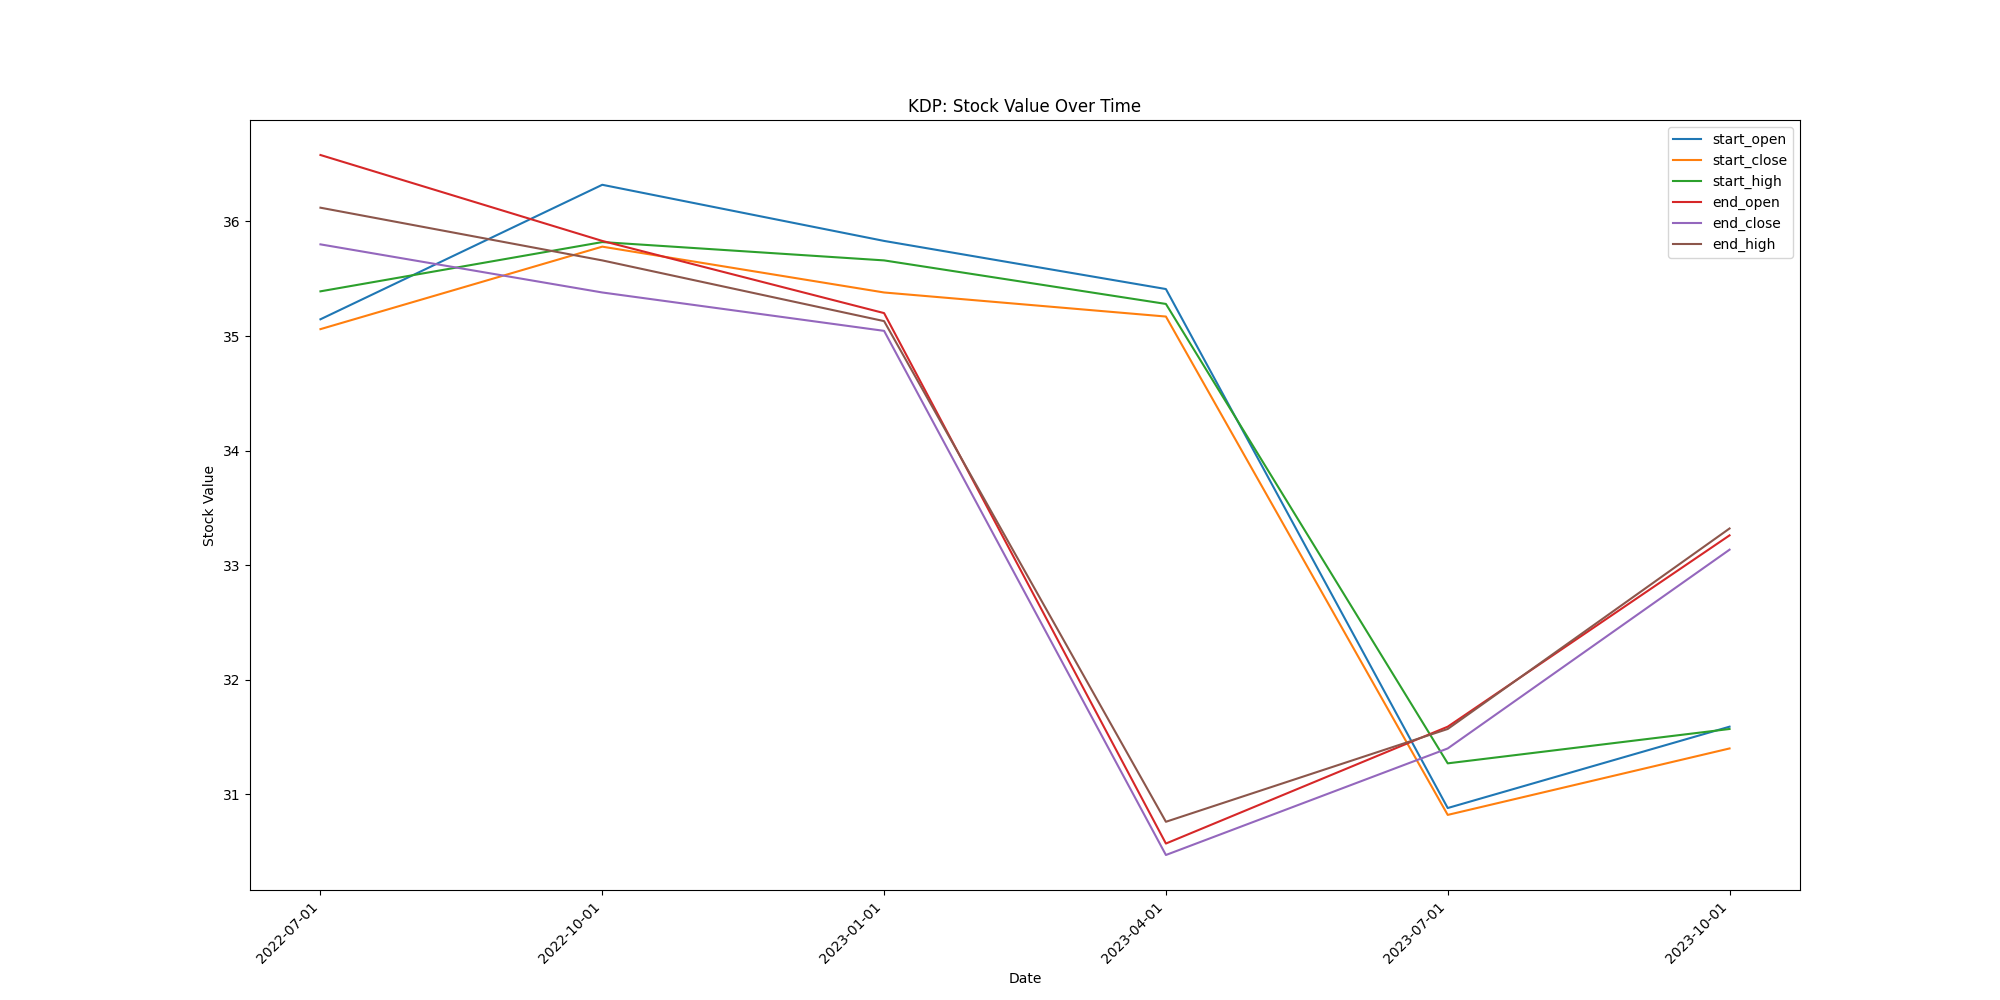 KDP: Stock Value Over Time
start_open
start_close
start_high
end_open
end_close
end_high
Stock Value
36
35
34
33
32
31
2022-07-01
2022-10-01
2023-01-01
2023-04-01
2023-07-01
2023-10-01
Date